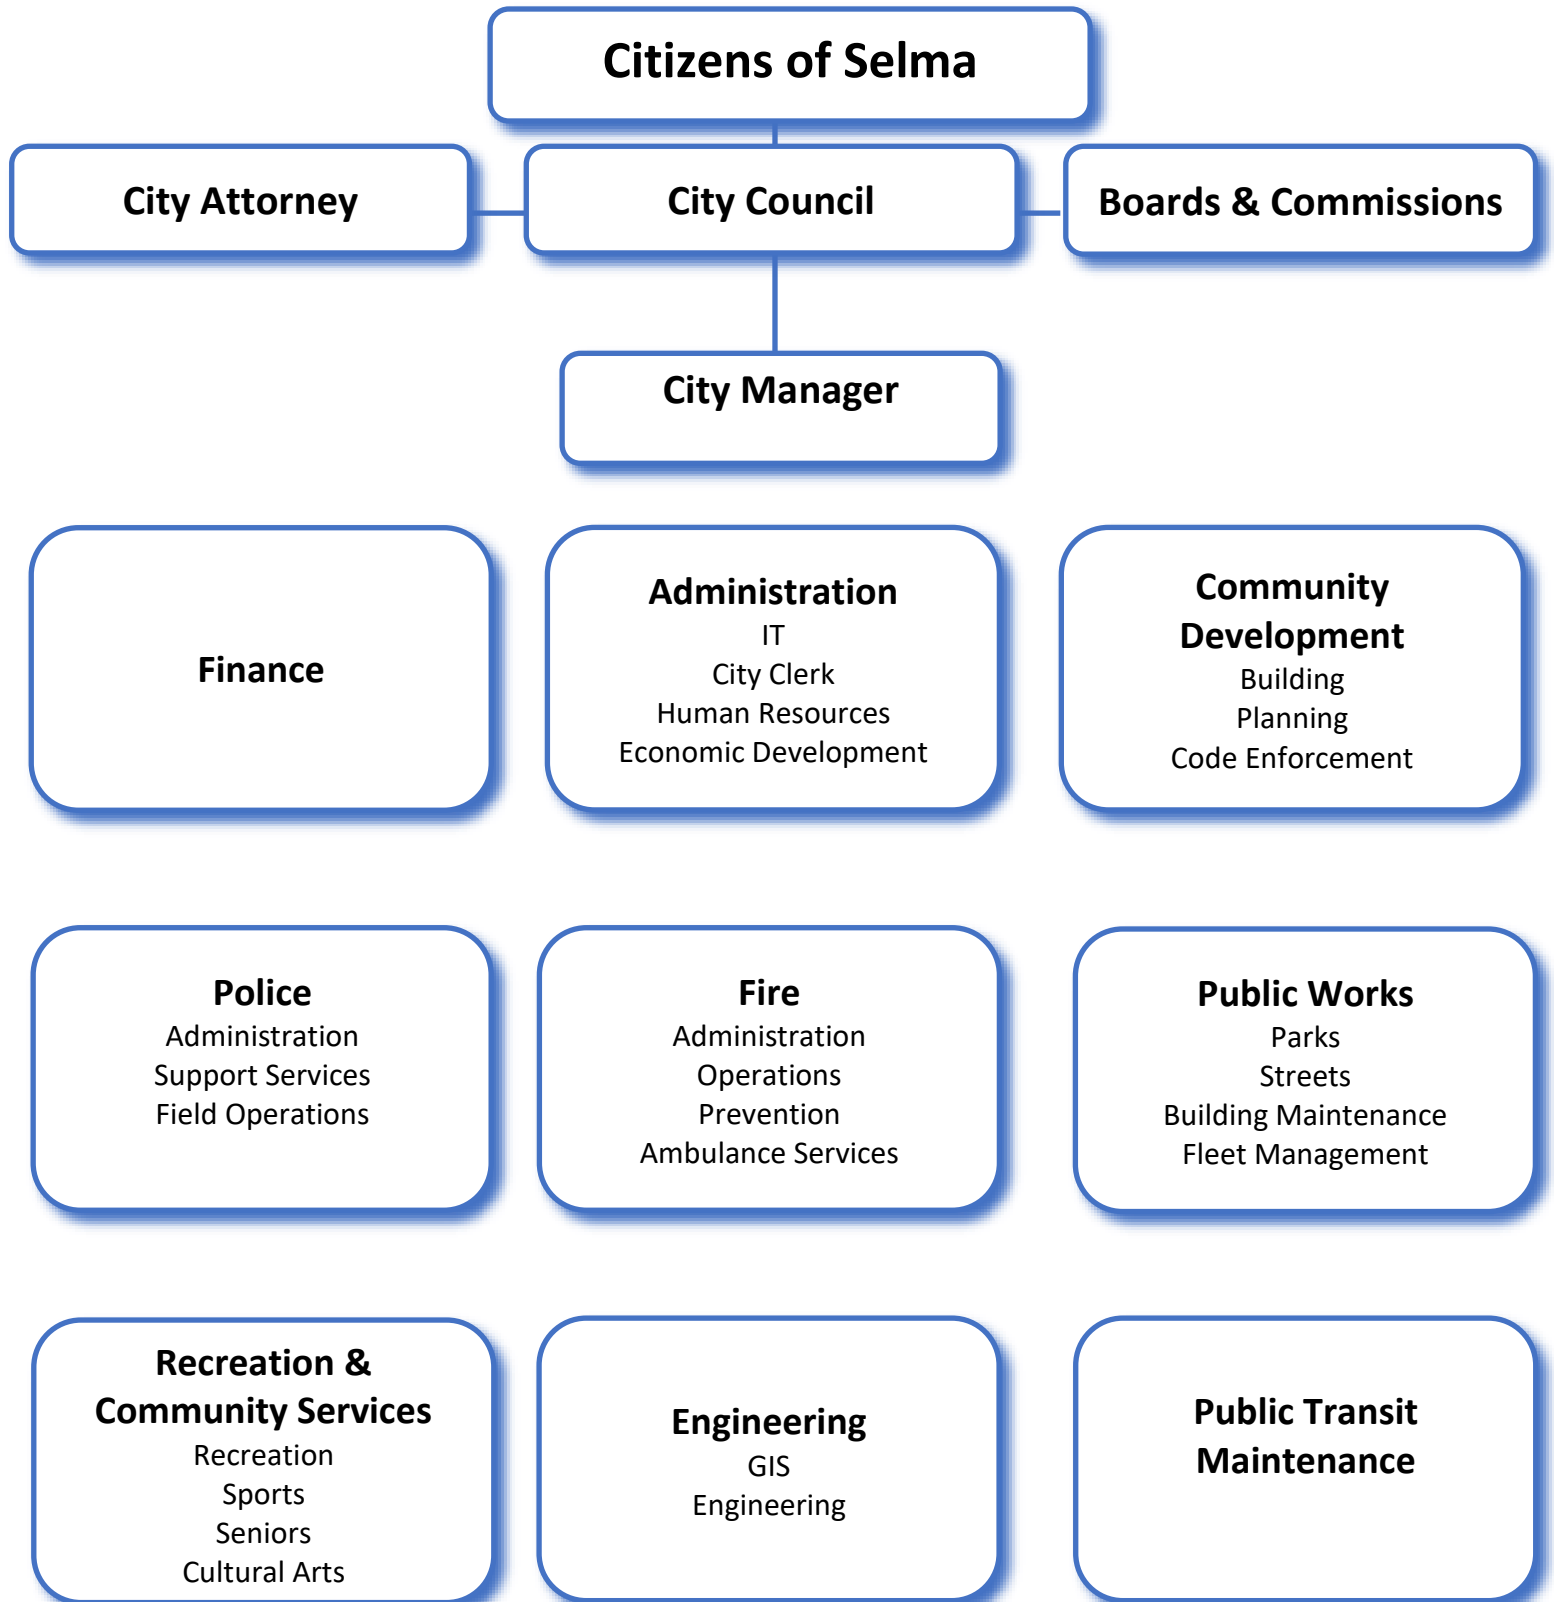 Citizens of Selma
City Attorney
City Council
Boards & Commissions
City Manager
Finance
Administration
IT
City Clerk
Human Resources
Economic Development
Community
Development
Building
Planning
Code Enforcement
Police
Administration
Support Services
Field Operations
Fire
Administration
Operations
Prevention
Ambulance Services
Public Works
Parks
Streets
Building Maintenance
Fleet Management
Recreation &
Community Services
Recreation
Sports
Seniors
Cultural Arts
Engineering
GIS
Engineering
Public Transit
Maintenance